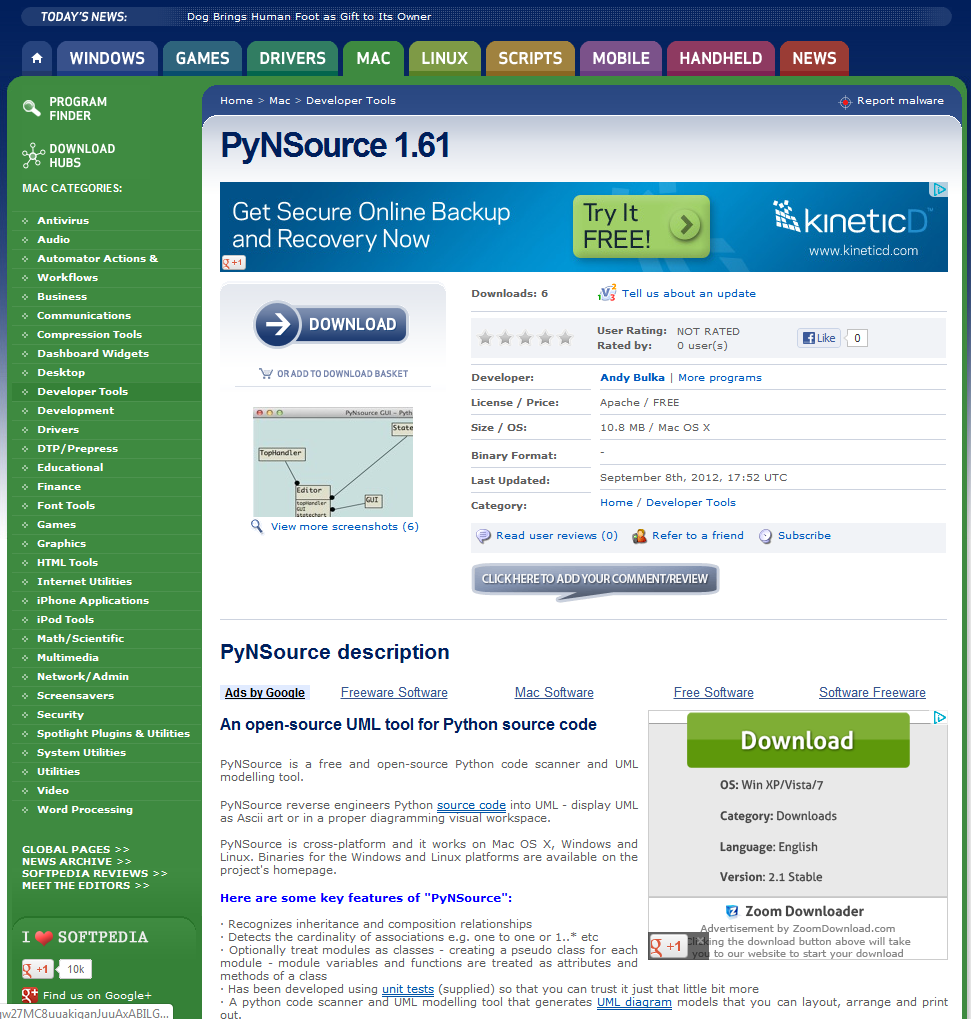 TODAY'S NEWS: Dog Brings Human Foot as Gift to Its Owner
WINDOWS GAMES DRIVERS MAC LINUX SCRIPTS MOBILE HANDHELD NEWS
PROGRAM
FINDER
DOWNLOAD
HUBS
MAC CATEGORIES:
Antivirus
Audio
Automator Actions &
Workflows
Business
Communications
Compression Tools
Dashboard Widgets
Desktop
Developer Tools
Development
Drivers
DTP/Prepress
Educational
Finance
Font Tools
Games
Graphics
HTML Tools
Internet Utilities
iPhone Applications
iPod Tools
Math/Scientific
Multimedia
Network/Admin
Screensavers
Security
Spotlight Plugins & Utilities
System Utilities
Utilities
Video
Word Processing
GLOBAL PAGES >>
NEWS ARCHIVE >>
SOFTPEDIA REVIEWS >>
MEET THE EDITORS >>
I SOFTPEDIA
g +1 10k
g+ Find us on Google+
Home > Mac > Developer Tools
Report malware
PyNSource 1.61
Get Secure Online Backup
and Recovery Now
Try It
FREE!
KineticD™
www.kineticd.com
g +1
DOWNLOAD
OR ADD TO DOWNLOAD BASKET
PyNsource GUI - Pyth
State
TopHandler
Editor
topHandler
GUI
statechart
GUI
View more screenshots (6)
Downloads: 6 Tell us about an update
User Rating: NOT RATED
Rated by: 0 user(s)
Like 0
Developer: Andy Bulka | More programs
License / Price: Apache / FREE
Size / OS: 10.8 MB / Mac OS X
Binary Format: -
Last Updated: September 8th, 2012, 17:52 UTC
Category: Home / Developer Tools
Read user reviews (0) Refer to a friend Subscribe
CLICK HERE TO ADD YOUR COMMENT/REVIEW
PyNSource description
Ads by Google Freeware Software Mac Software Free Software Software Freeware
An open-source UML tool for Python source code
PyNSource is a free and open-source Python code scanner and UML
modelling tool.
PyNSource reverse engineers Python source code into UML - display UML
as Ascii art or in a proper diagramming visual workspace.
PyNSource is cross-platform and it works on Mac OS X, Windows and
Linux. Binaries for the Windows and Linux platforms are available on the
project's homepage.
Here are some key features of "PyNSource":
· Recognizes inheritance and composition relationships
· Detects the cardinality of associations e.g. one to one or 1..* etc
· Optionally treat modules as classes - creating a pseudo class for each
module - module variables and functions are treated as attributes and
methods of a class
· Has been developed using unit tests (supplied) so that you can trust it just that little bit more
· A python code scanner and UML modelling tool that generates UML diagram models that you can layout, arrange and print
out.
Download
OS: Win XP/Vista/7
Category: Downloads
Language: English
Version: 2.1 Stable
Zoom Downloader
Advertisement by ZoomDownload.com
Clicking the download button above will take
you to our website to start your download
g +1